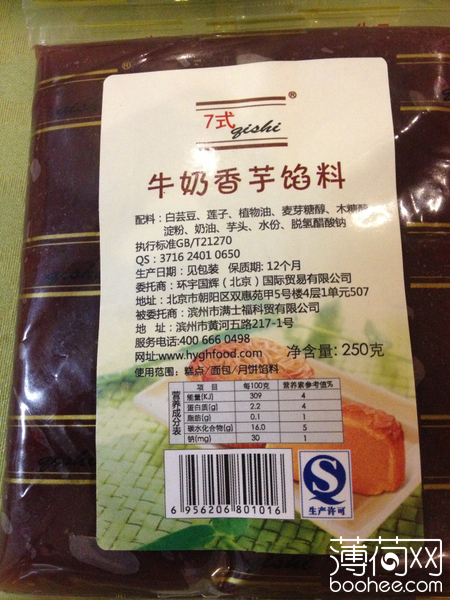 7式
qishi
®
牛奶香芋馅料
配料：白芸豆、莲子、植物油、麦芽糖醇、木糖醇
淀粉、奶油、芋头、水份、脱氢醋酸钠
执行标准GB/T21270
QS：3716 2401 0650
生产日期：见包装 保质期：12个月
委托商：环宇国辉（北京）国际贸易有限公司
地址：北京市朝阳区双惠苑甲5号楼4层1单元507
被委托商：滨州市满士福科贸有限公司
地 址：滨州市黄河五路217-1号
服务电话:400 666 0498
网址:www.hyghfood.com 净含量：250克
使用范围：糕点/面包/月饼馅料
营养成分表
项 目 每100克 营养素参考值%
能量(KJ) 309 4
蛋白质(g) 2.2 4
脂肪(g) 0.1 1
碳水化合物(g) 16.0 5
钠(mg) 30 1
6 956206 801016
QS
生产许可
薄荷网
boohee.com